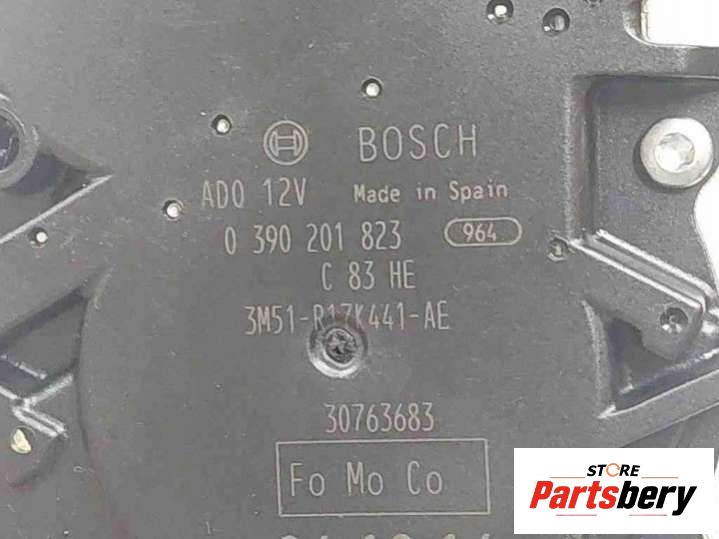 BOSCH
AD0 12V Made in Spain
0 390 201 823 964
C 83 HE
3M51-R17K441-AE
30763683
Fo Mo Co
STORE
Partsbery